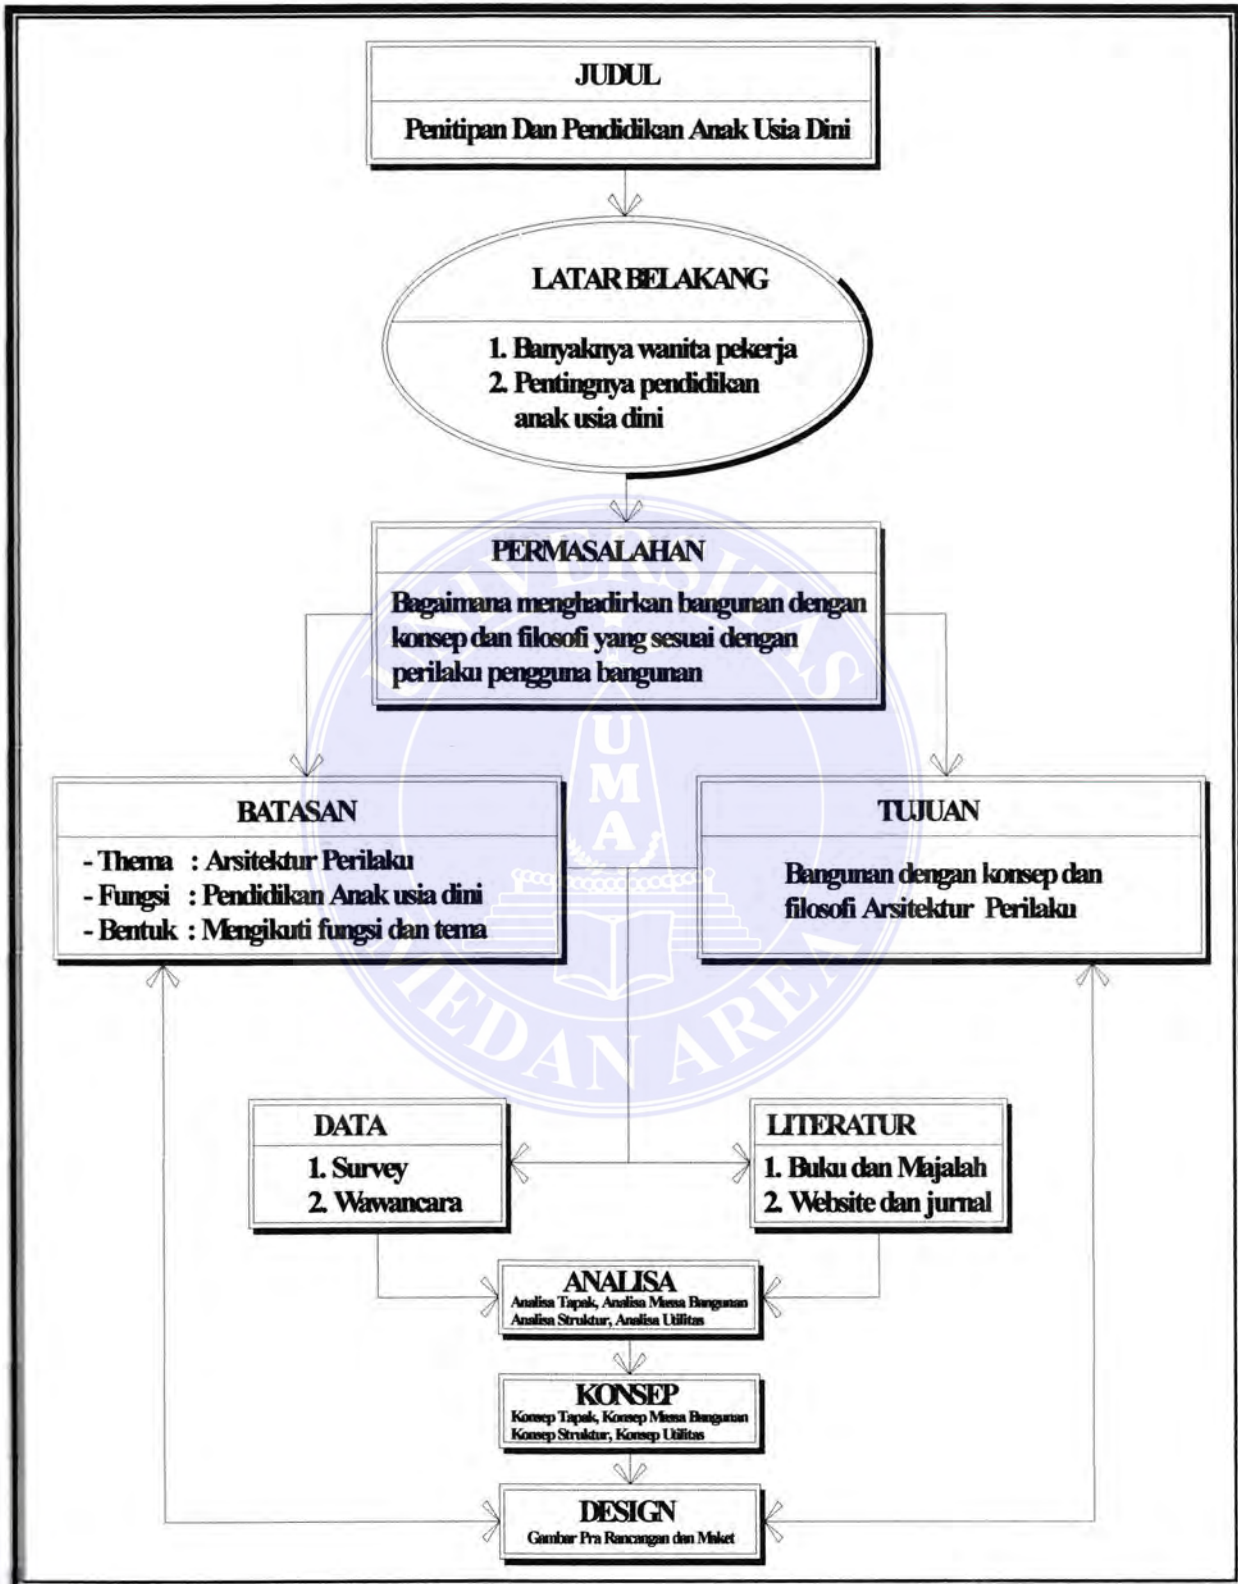 JUDUL
Penitipan Dan Pendidikan Anak Usia Dini
LATAR BELAKANG
1. Banyaknya wanita pekerja
2. Pentingnya pendidikan
anak usia dini
PERMASALAHAN
Bagaimana menghadirkan bangunan dengan
konsep dan filosofi yang sesuai dengan
perilaku pengguna bangunan
UNIVERSITAS
UMA
MEDAN AREA
BATASAN
- Thema : Arsitektur Perilaku
- Fungsi : Pendidikan Anak usia dini
- Bentuk : Mengikuti fungsi dan tema
TUJUAN
Bangunan dengan konsep dan
filosofi Arsitektur Perilaku
DATA
1. Survey
2. Wawancara
LITERATUR
1. Buku dan Majalah
2. Website dan jurnal
ANALISA
Analisa Tapak, Analisa Massa Bangunan
Analisa Struktur, Analisa Utilitas
KONSEP
Konsep Tapak, Konsep Massa Bangunan
Konsep Struktur, Konsep Utilitas
DESIGN
Gambar Pra Rancangan dan Maket